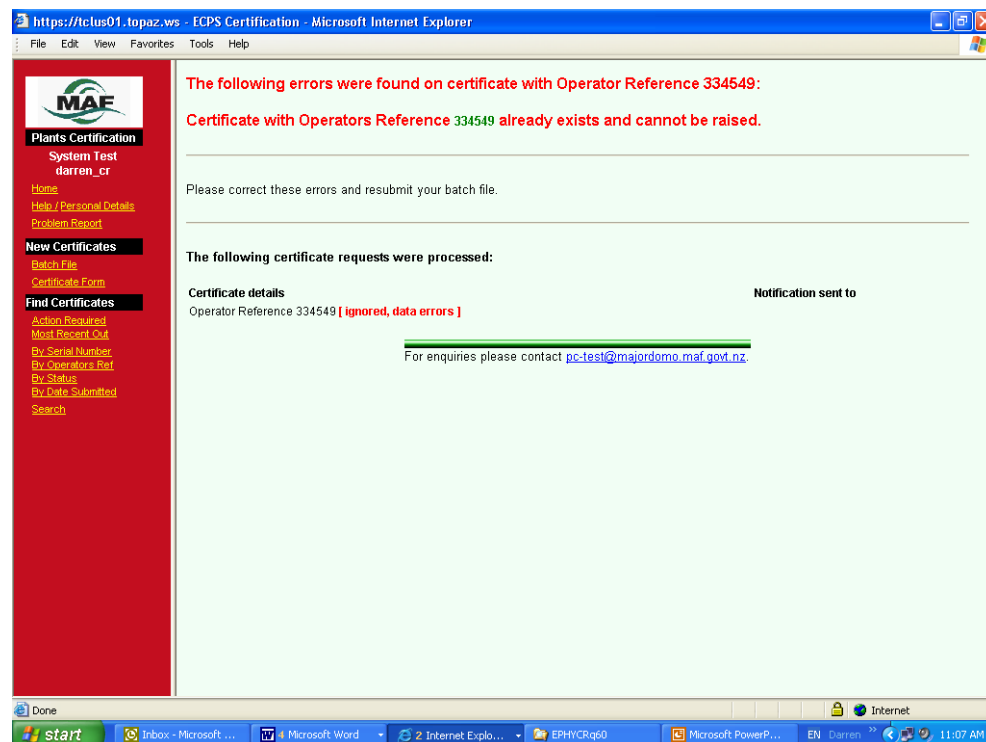 https://tclus01.topaz.ws - ECPS Certification - Microsoft Internet Explorer
File Edit View Favorites Tools Help
MAF
Plants Certification
System Test
darren_cr
Home
Help / Personal Details
Problem Report
New Certificates
Batch File
Certificate Form
Find Certificates
Action Required
Most Recent Out
By Serial Number
By Operators Ref
By Status
By Date Submitted
Search
The following errors were found on certificate with Operator Reference 334549:
Certificate with Operators Reference 334549 already exists and cannot be raised.
Please correct these errors and resubmit your batch file.
The following certificate requests were processed:
Certificate details Notification sent to
Operator Reference 334549 [ ignored, data errors ]
For enquiries please contact pc-test@majordomo.maf.govt.nz.
Done Internet
start Inbox - Microsoft ... 4 Microsoft Word 2 Internet Explo... EPHYCRq60 Microsoft PowerP... EN Darren 11:07 AM